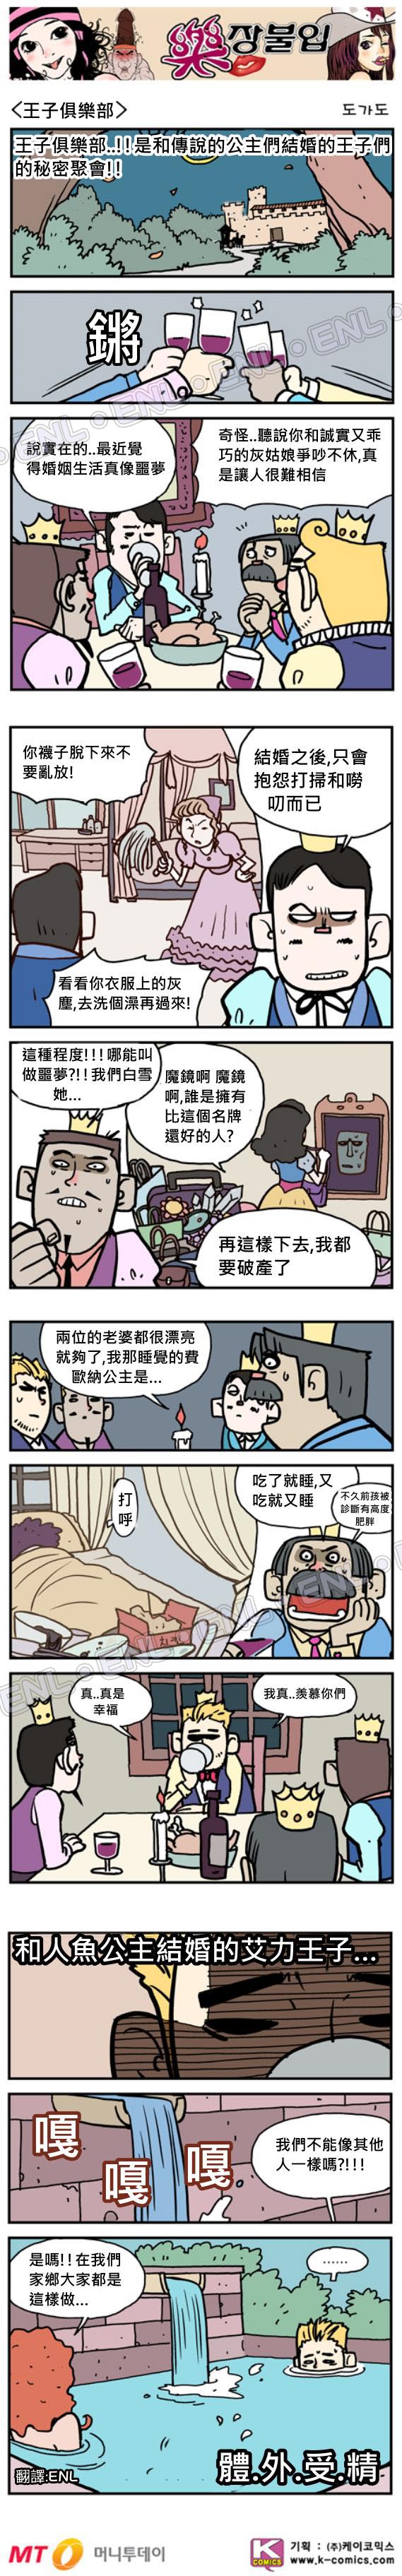 樂장불입
<王子俱樂部>
도가도
王子俱樂部..!!是和傳說的公主們結婚的王子們
的秘密聚會!!
鏘
說實在的..最近覺
得婚姻生活真像噩夢
奇怪..聽說你和誠實又乖
巧的灰姑娘爭吵不休,真
是讓人很難相信
你襪子脫下來不
要亂放!
結婚之後,只會
抱怨打掃和嘮
叨而已
看看你衣服上的灰
塵,去洗個澡再過來!
這種程度!!!哪能叫
做噩夢?!!我們白雪
她...
魔鏡啊 魔鏡
啊,誰是擁有
比這個名牌
還好的人?
再這樣下去,我都
要破產了
兩位的老婆都很漂亮
就夠了,我那睡覺的費
歐納公主是...
打
呼
吃了就睡,又
吃就又睡
不久前孩被
診斷有高度
肥胖
치킨
真..真是
幸福
我真..羨慕你們
和人魚公主結婚的艾力王子...
嘎
嘎
嘎
我們不能像其他
人一樣嗎?!!!
是嗎!!在我們
家鄉大家都是
這樣做...
......
翻譯:ENL
體.外.受.精
MTO 머니투데이
K COMICS
기획 : (주)케이코믹스
www.k-comics.com
ENL
ENL
ENL
ENL